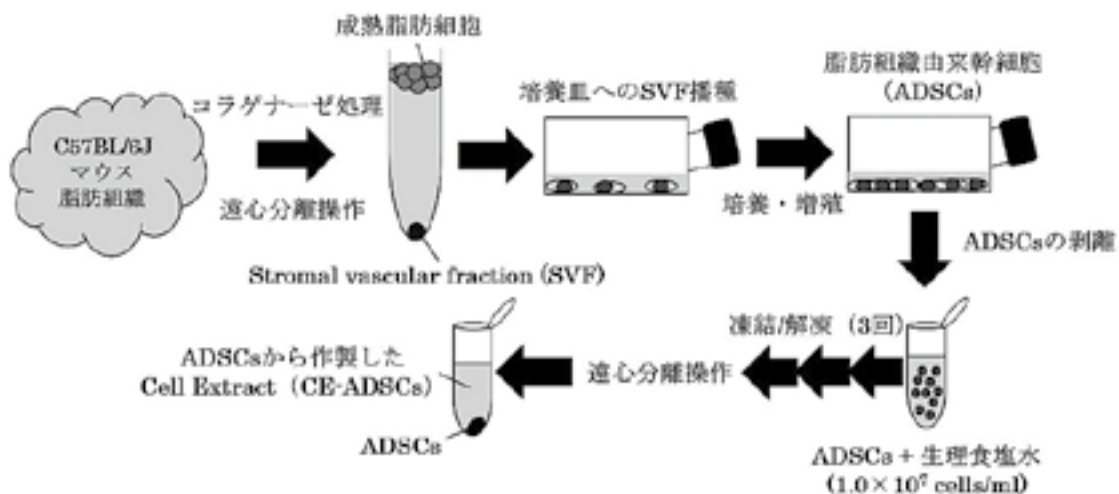 成熟脂肪細胞
コラゲナーゼ処理
C57BL/6J
マウス
脂肪組織
遠心分離操作
Stromal vascular fraction (SVF)
培養皿へのSVF播種
培養・増殖
脂肪組織由来幹細胞
(ADSCs)
ADSCsの剥離
凍結/解凍（3回）
ADSCs + 生理食塩水
(1.0×10⁷ cells/ml)
遠心分離操作
ADSCsから作製した
Cell Extract（CE-ADSCs）
ADSCs